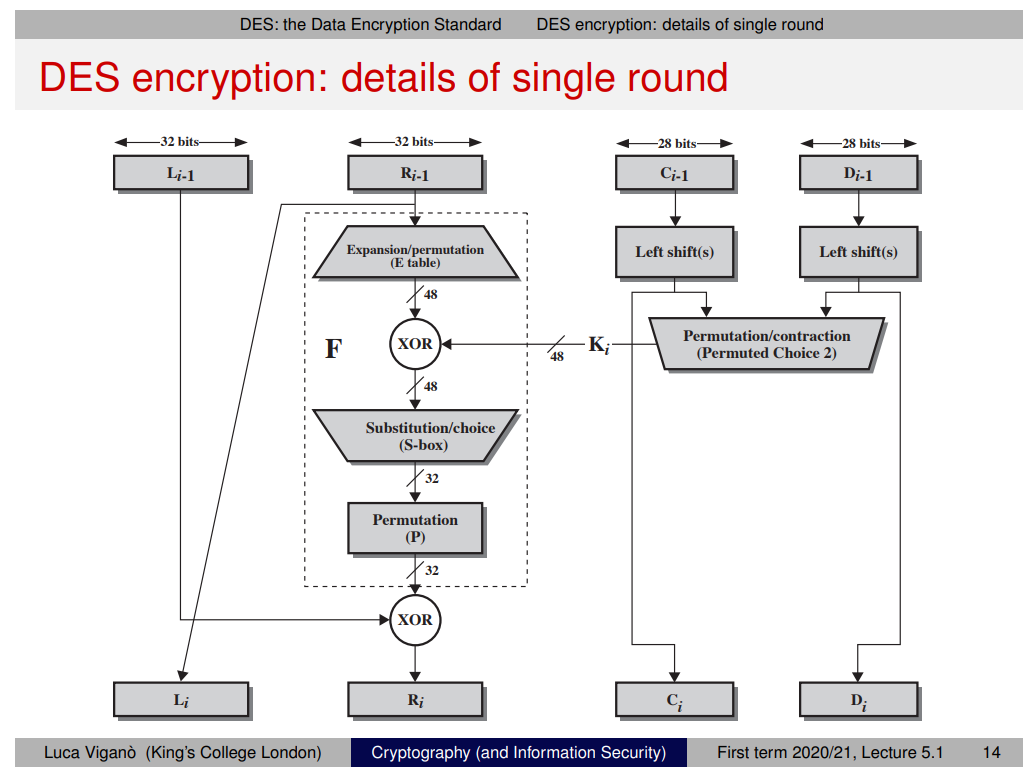 DES: the Data Encryption Standard DES encryption: details of single round
DES encryption: details of single round
32 bits 32 bits 28 bits 28 bits
Li-1 Ri-1 Ci-1 Di-1
Expansion/permutation
(E table)
Left shift(s) Left shift(s)
48
F XOR 48 Ki
Permutation/contraction
(Permuted Choice 2)
48
Substitution/choice
(S-box)
32
Permutation
(P)
32
XOR
Li Ri Ci Di
Luca Viganò (King's College London) Cryptography (and Information Security) First term 2020/21, Lecture 5.1 14